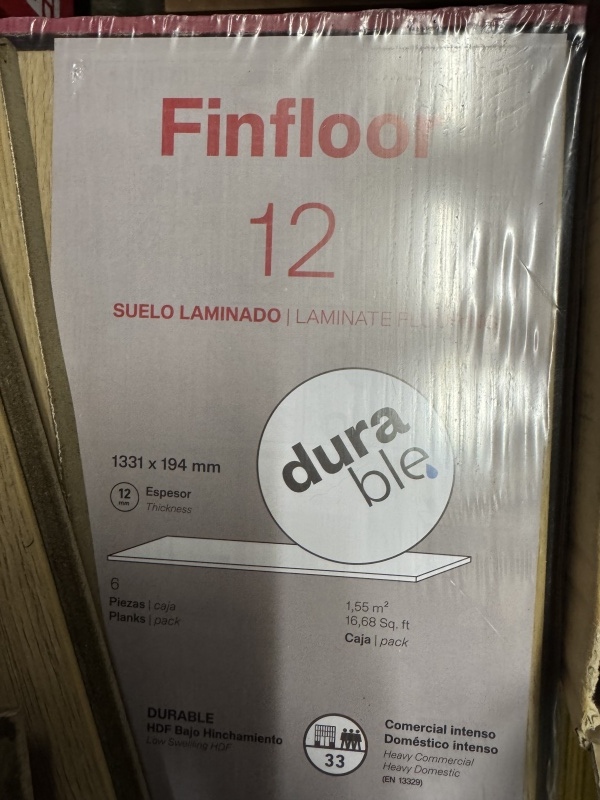 Finfloor
12
SUELO LAMINADO | LAMINATE FLOORING
dura
ble
1331 x 194 mm
12 mm
Espesor
Thickness
6
Piezas | caja
Planks | pack
1,55 m²
16,68 Sq. ft
Caja | pack
DURABLE
HDF Bajo Hinchamiento
Low Swelling HDF
33
Comercial intenso
Doméstico intenso
Heavy Commercial
Heavy Domestic
(EN 13329)